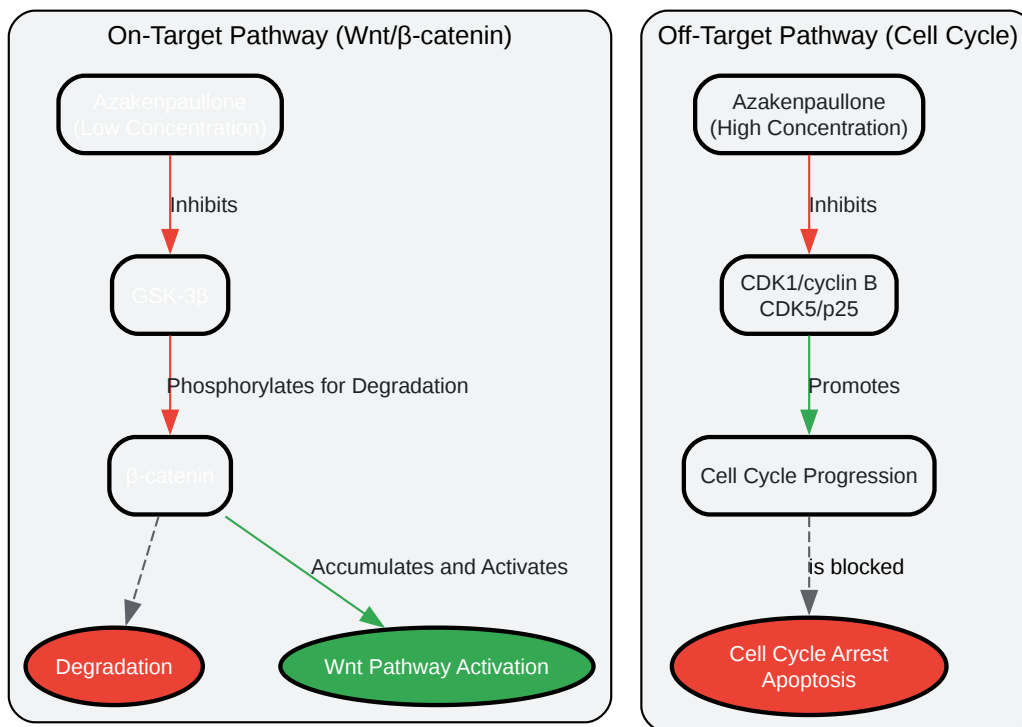 On-Target Pathway (Wnt/β-catenin)
Azakenpaullone
(Low Concentration)
Inhibits
GSK-3β
Phosphorylates for Degradation
β-catenin
Accumulates and Activates
Degradation
Wnt Pathway Activation
Off-Target Pathway (Cell Cycle)
Azakenpaullone
(High Concentration)
Inhibits
CDK1/cyclin B
CDK5/p25
Promotes
Cell Cycle Progression
is blocked
Cell Cycle Arrest
Apoptosis